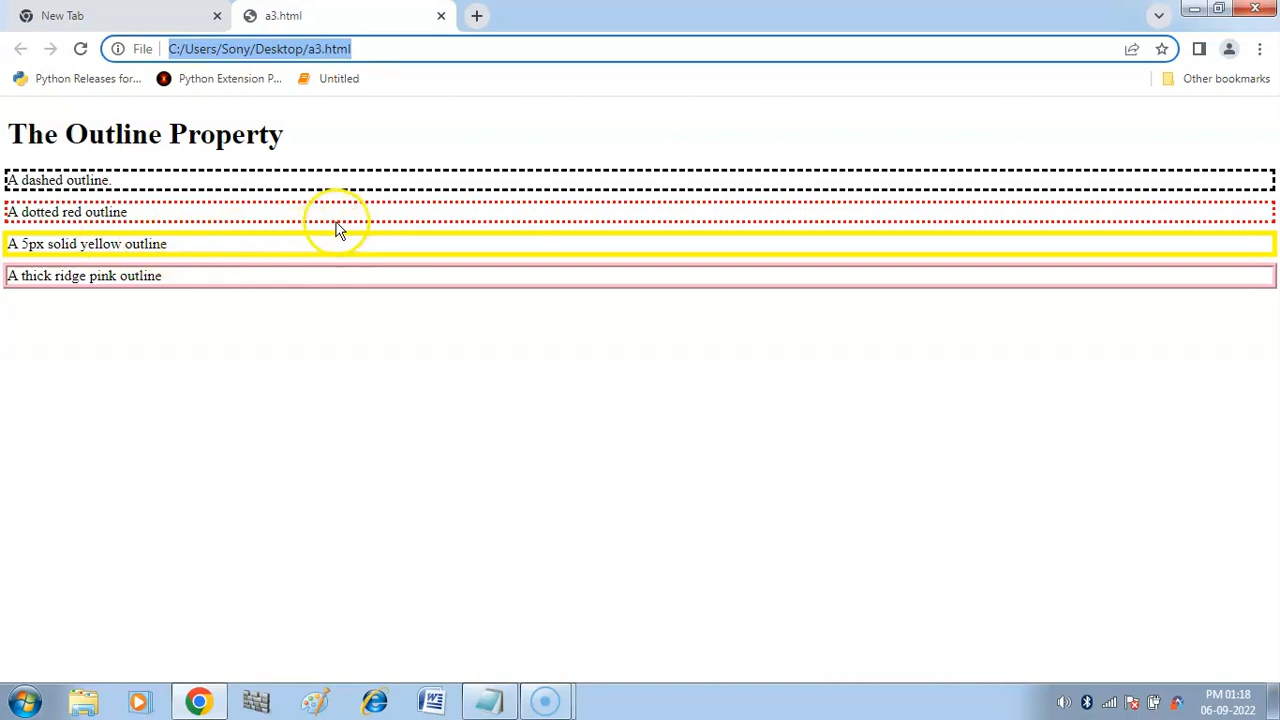 New Tab
a3.html
File
C:/Users/Sony/Desktop/a3.html
Python Releases for...
Python Extension P...
Untitled
Other bookmarks
The Outline Property
A dashed outline.
A dotted red outline
A 5px solid yellow outline
A thick ridge pink outline
PM 01:18
06-09-2022